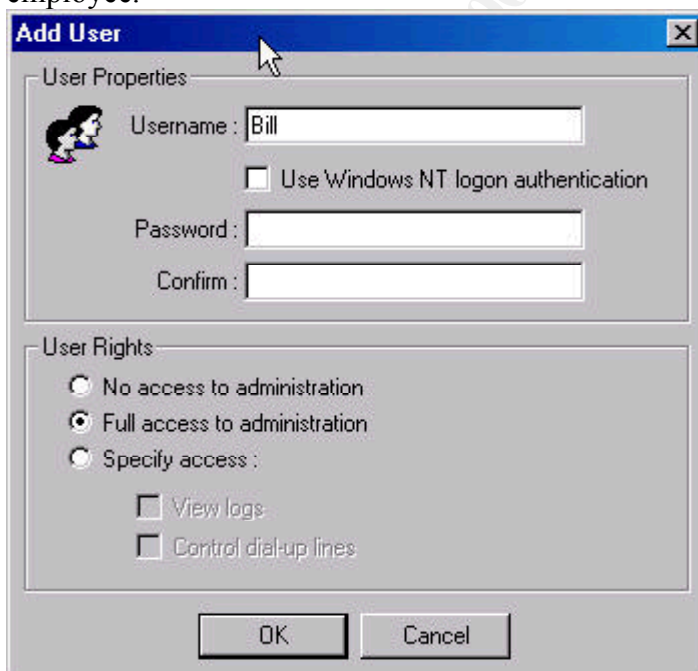 employee.
Add User
User Properties
Username : Bill
Use Windows NT logon authentication
Password :
Confirm :
User Rights
No access to administration
Full access to administration
Specify access :
View logs
Control dial-up lines
OK Cancel